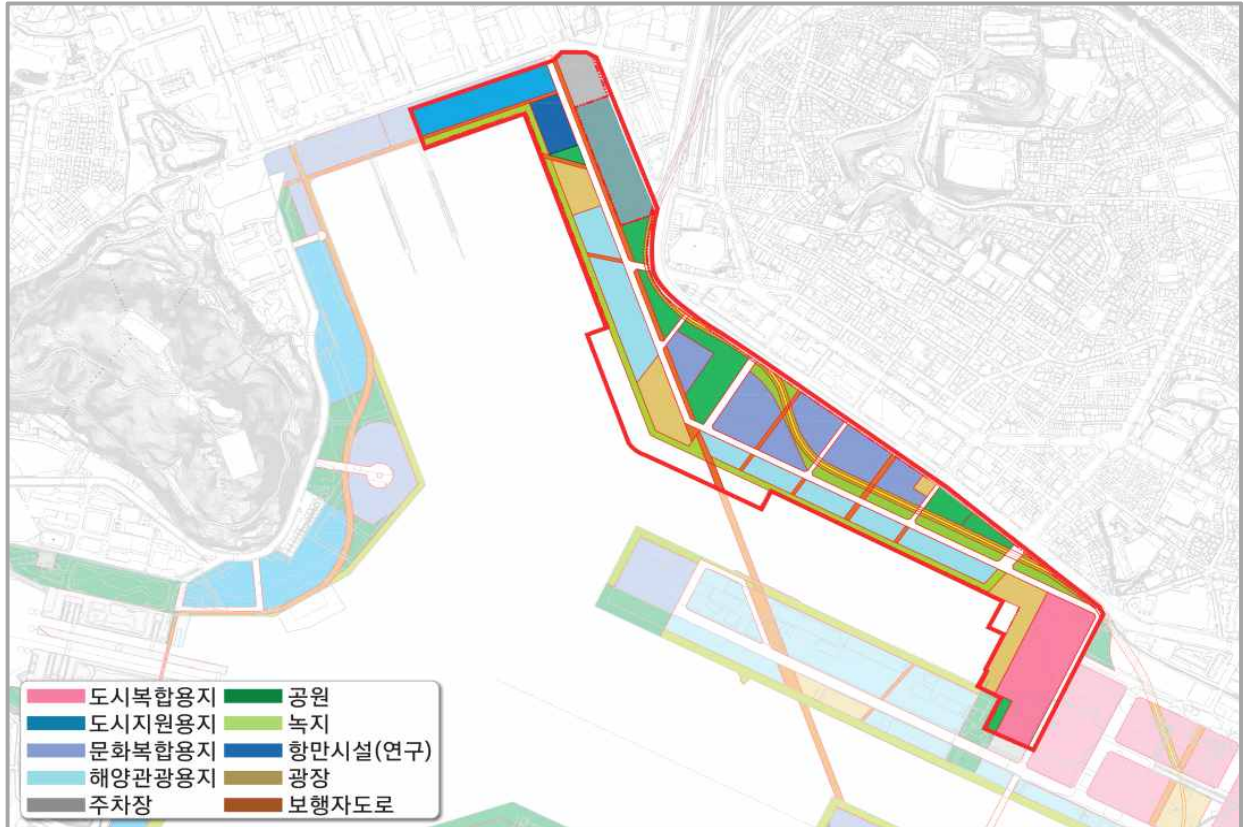 도시복합용지 공원
도시지원용지 녹지
문화복합용지 항만시설(연구)
해양관광용지 광장
주차장 보행자도로